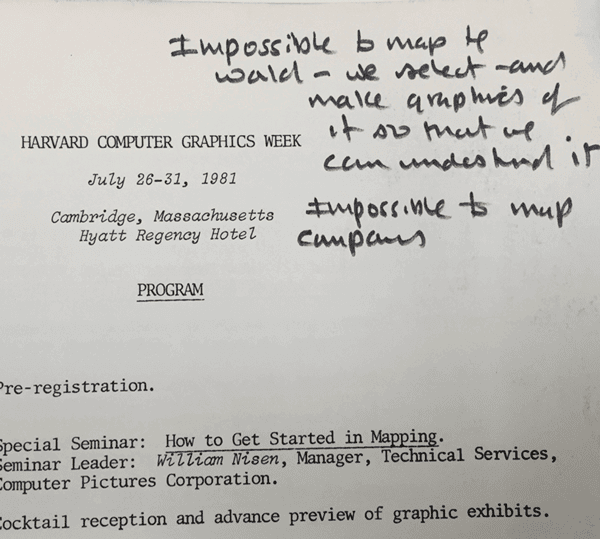 Impossible to map the
world - we select - and
make graphics of
it so that we
can understand it
HARVARD COMPUTER GRAPHICS WEEK
July 26-31, 1981
Cambridge, Massachusetts
Hyatt Regency Hotel
Impossible to map
PROGRAM
Pre-registration.
Special Seminar: How to Get Started in Mapping.
Seminar Leader: William Nisen, Manager, Technical Services,
Computer Pictures Corporation.
Cocktail reception and advance preview of graphic exhibits.